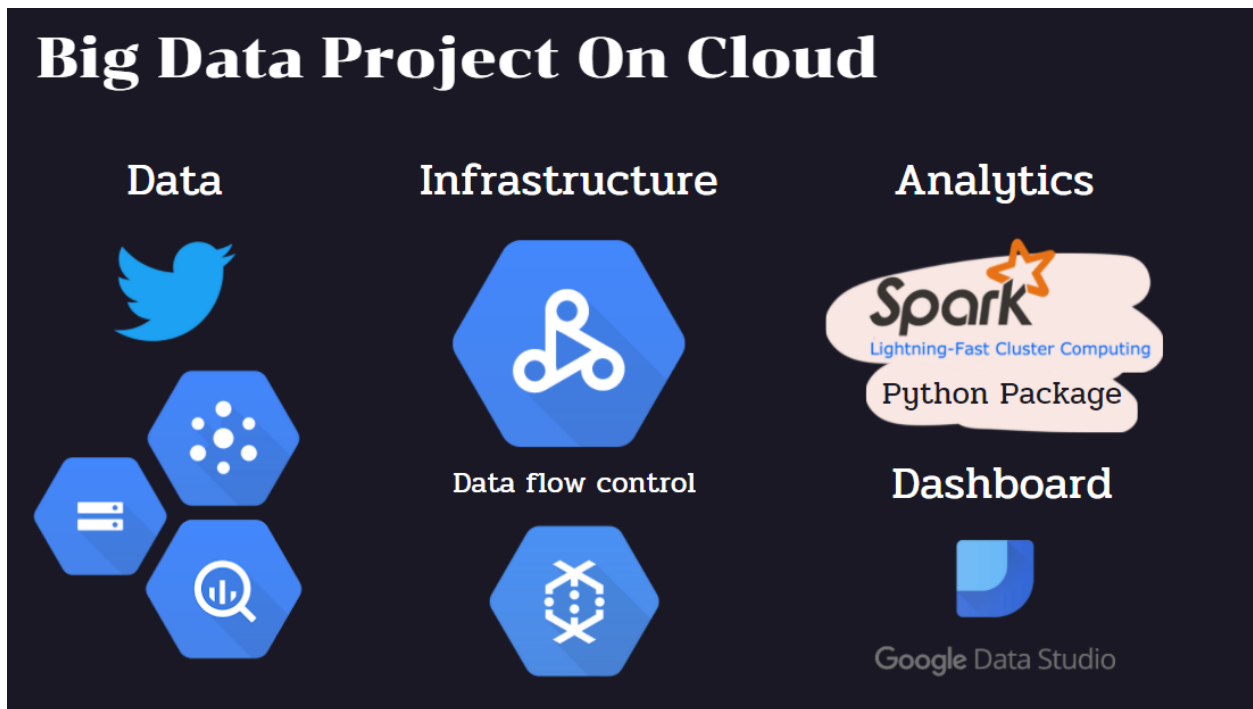 Big Data Project On Cloud
Data
Infrastructure
Analytics
Spark
Lightning-Fast Cluster Computing
Python Package
Data flow control
Dashboard
Google Data Studio